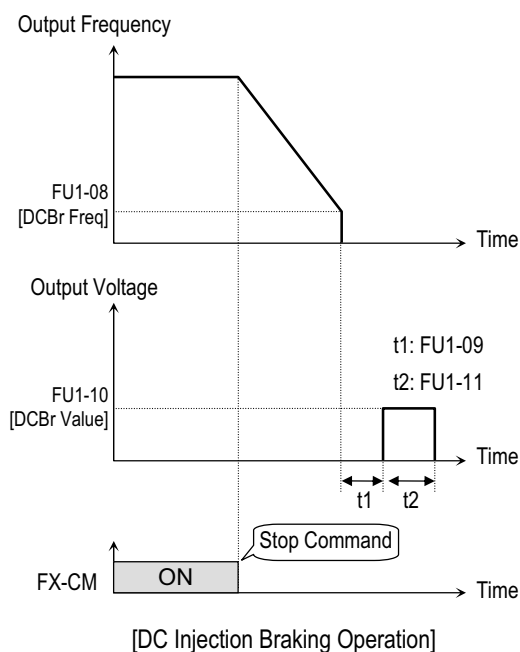 Output Frequency
FU1-08
[DCBr Freq]
Time
Output Voltage
t1: FU1-09
t2: FU1-11
FU1-10
[DCBr Value]
Time
t1
t2
Stop Command
FX-CM
ON
Time
[DC Injection Braking Operation]